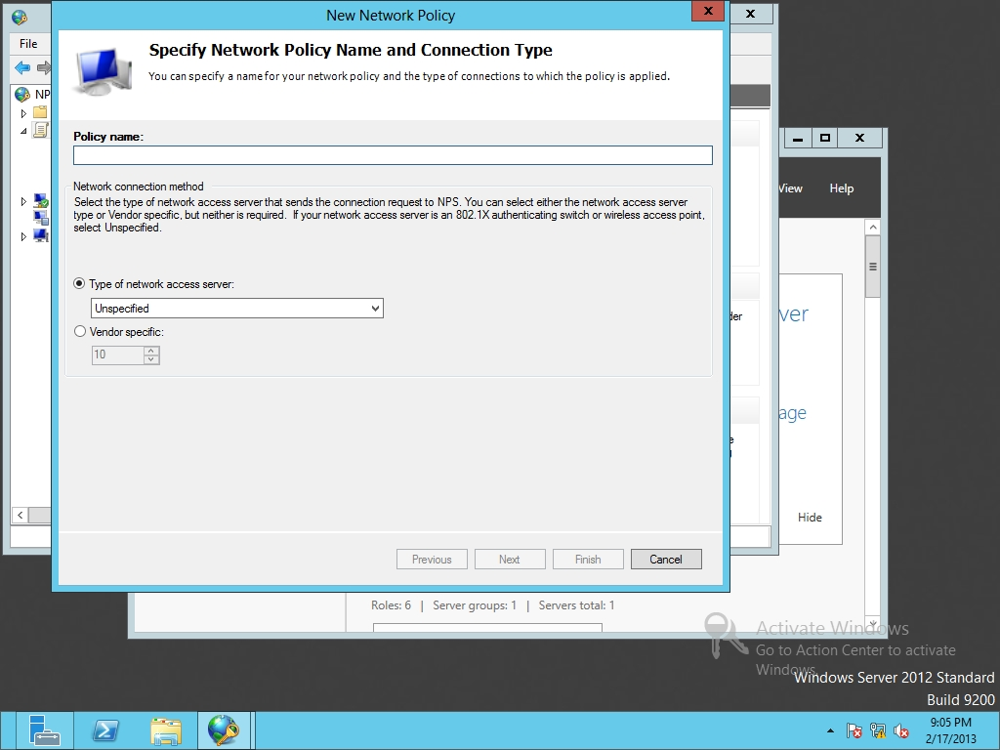 New Network Policy
File
NP
Specify Network Policy Name and Connection Type
You can specify a name for your network policy and the type of connections to which the policy is applied.
Policy name:
Network connection method
Select the type of network access server that sends the connection request to NPS. You can select either the network access server
type or Vendor specific, but neither is required.  If your network access server is an 802.1X authenticating switch or wireless access point,
select Unspecified.
Type of network access server:
Unspecified
Vendor specific:
10
Previous
Next
Finish
Cancel
View
Help
der
ver
age
e
Hide
Roles: 6 | Server groups: 1 | Servers total: 1
Activate Windows
Go to Action Center to activate
Windows.
Windows Server 2012 Standard
Build 9200
9:05 PM
2/17/2013